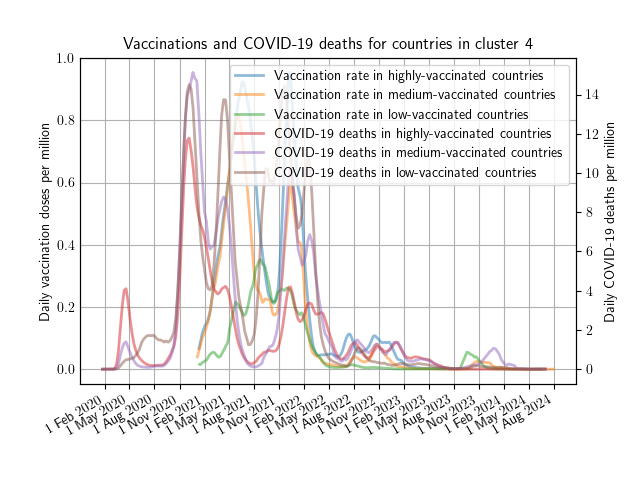 Vaccinations and COVID-19 deaths for countries in cluster 4
Vaccination rate in highly-vaccinated countries
Vaccination rate in medium-vaccinated countries
Vaccination rate in low-vaccinated countries
COVID-19 deaths in highly-vaccinated countries
COVID-19 deaths in medium-vaccinated countries
COVID-19 deaths in low-vaccinated countries
Daily vaccination doses per million
1.0
0.8
0.6
0.4
0.2
0.0
Daily COVID-19 deaths per million
14
12
10
8
6
4
2
0
1 Feb 2020
1 May 2020
1 Aug 2020
1 Nov 2020
1 Feb 2021
1 May 2021
1 Aug 2021
1 Nov 2021
1 Feb 2022
1 May 2022
1 Aug 2022
1 Nov 2022
1 Feb 2023
1 May 2023
1 Aug 2023
1 Nov 2023
1 Feb 2024
1 May 2024
1 Aug 2024